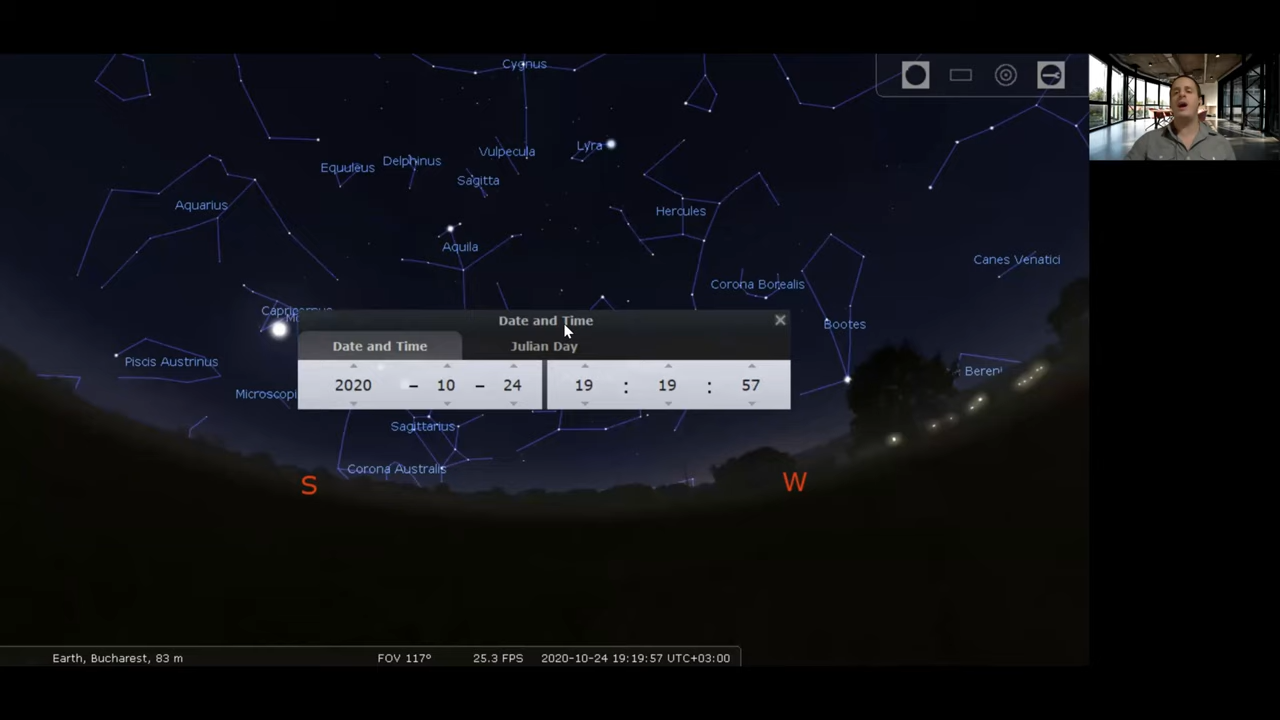 Cygnus
Lyra
Vulpecula
Delphinus
Equuleus
Sagitta
Aquarius
Hercules
Aquila
Canes Venatici
Corona Borealis
Date and Time
Bootes
Date and Time
Julian Day
Piscis Austrinus
2020 - 10 - 24 19 : 19 : 57
Microscopi
Sagittarius
Corona Australis
S
W
Earth, Bucharest, 83 m
FOV 117°
25.3 FPS
2020-10-24 19:19:57 UTC+03:00